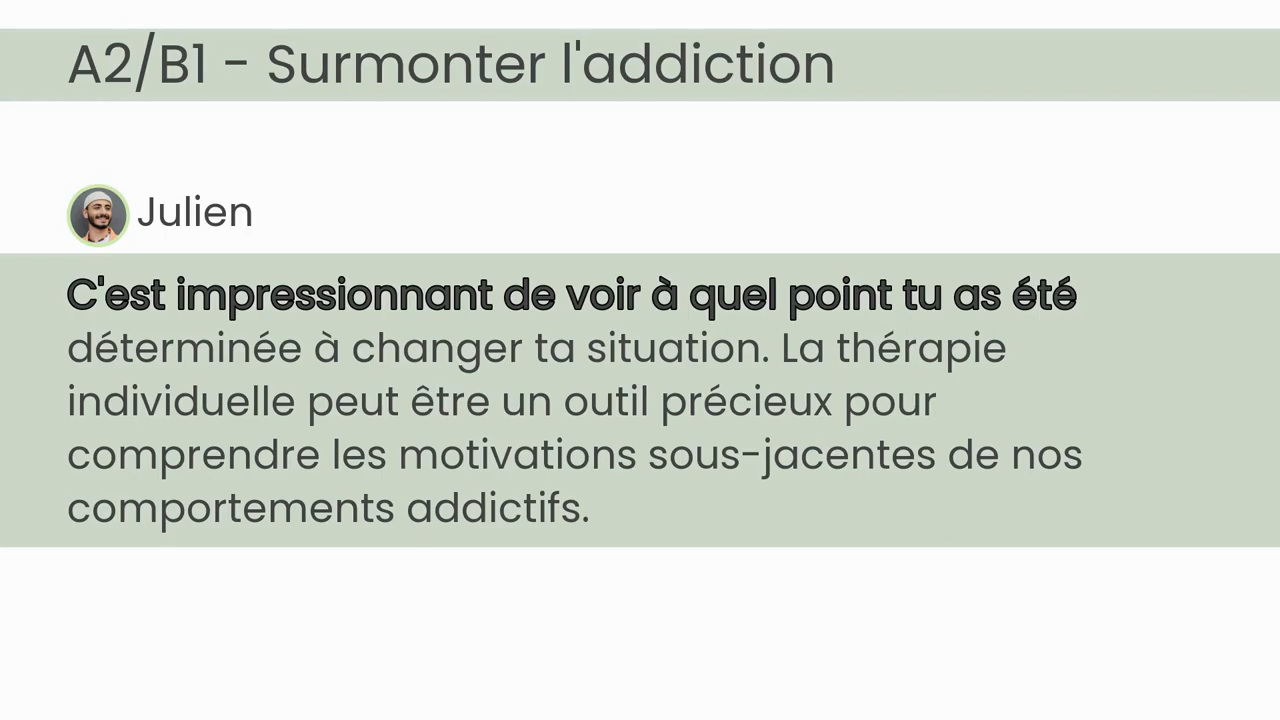 A2/B1 - Surmonter l'addiction
Julien
C'est impressionnant de voir à quel point tu as été
déterminée à changer ta situation. La thérapie
individuelle peut être un outil précieux pour
comprendre les motivations sous-jacentes de nos
comportements addictifs.